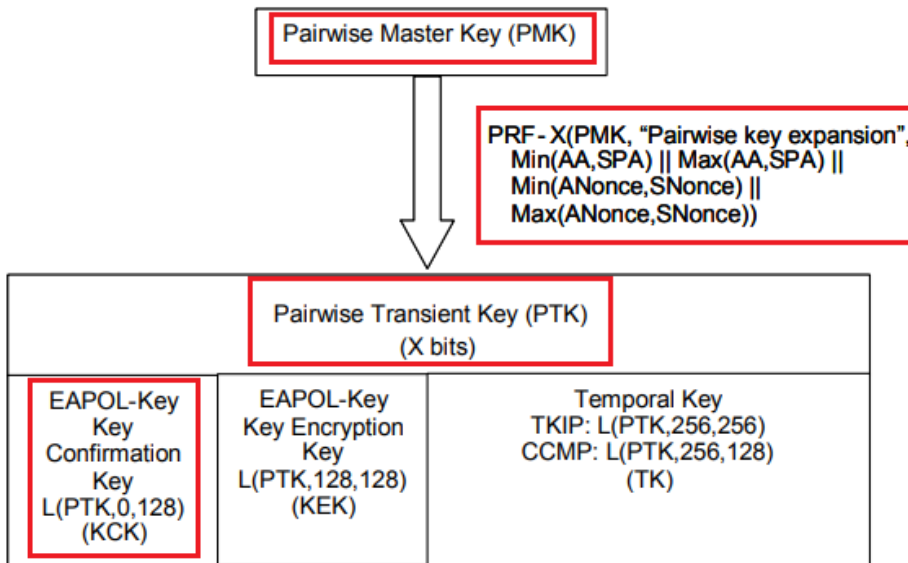 Pairwise Master Key (PMK)
PRF - X(PMK, “Pairwise key expansion”,
Min(AA,SPA) || Max(AA,SPA) ||
Min(ANonce,SNonce) ||
Max(ANonce,SNonce))
Pairwise Transient Key (PTK)
(X bits)
EAPOL-Key
Key
Confirmation
Key
L(PTK,0,128)
(KCK)
EAPOL-Key
Key Encryption
Key
L(PTK,128,128)
(KEK)
Temporal Key
TKIP: L(PTK,256,256)
CCMP: L(PTK,256,128)
(TK)